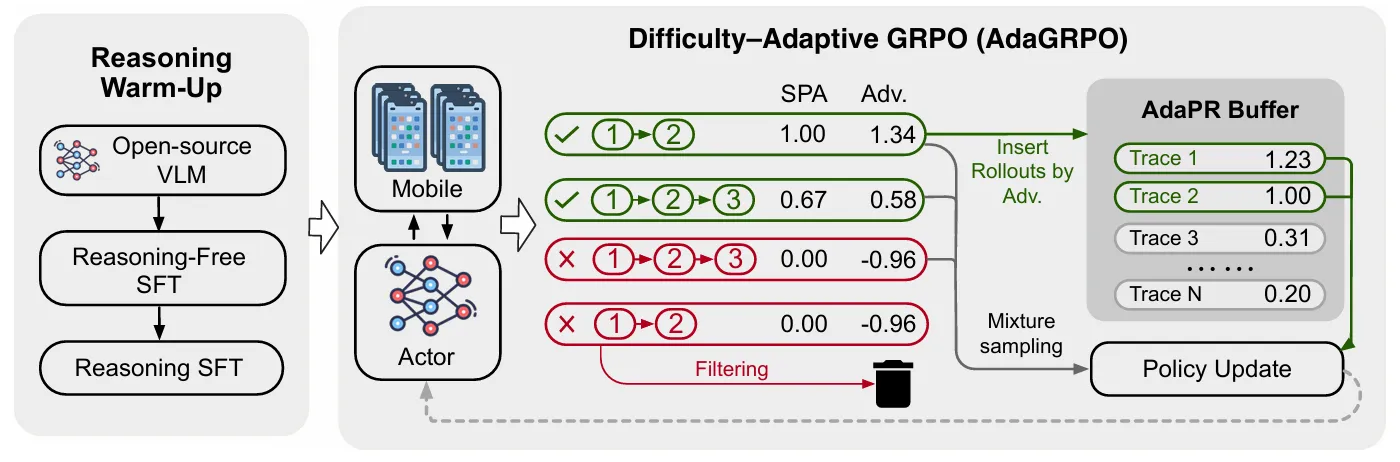 Reasoning
Warm-Up
Open-source
VLM
Reasoning-Free
SFT
Reasoning SFT
Difficulty–Adaptive GRPO (AdaGRPO)
Mobile
Actor
SPA Adv.
1 2 1.00 1.34
1 2 3 0.67 0.58
1 2 3 0.00 -0.96
1 2 0.00 -0.96
Filtering
Insert
Rollouts by
Adv.
Mixture
sampling
AdaPR Buffer
Trace 1 1.23
Trace 2 1.00
Trace 3 0.31
... ...
Trace N 0.20
Policy Update